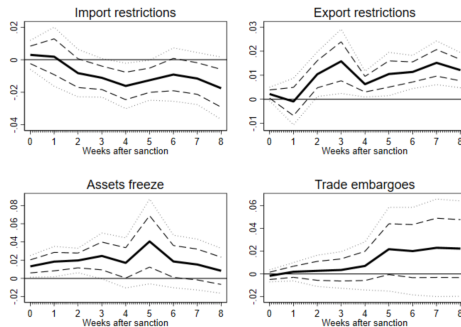 Import restrictions
.02
0
-.02
-.04
0 1 2 3 4 5 6 7 8
Weeks after sanction
Export restrictions
.03
.02
.01
0
-.01
0 1 2 3 4 5 6 7 8
Weeks after sanction
Assets freeze
.08
.06
.04
.02
0
-.02
0 1 2 3 4 5 6 7 8
Weeks after sanction
Trade embargoes
.06
.04
.02
0
-.02
0 1 2 3 4 5 6 7 8
Weeks after sanction